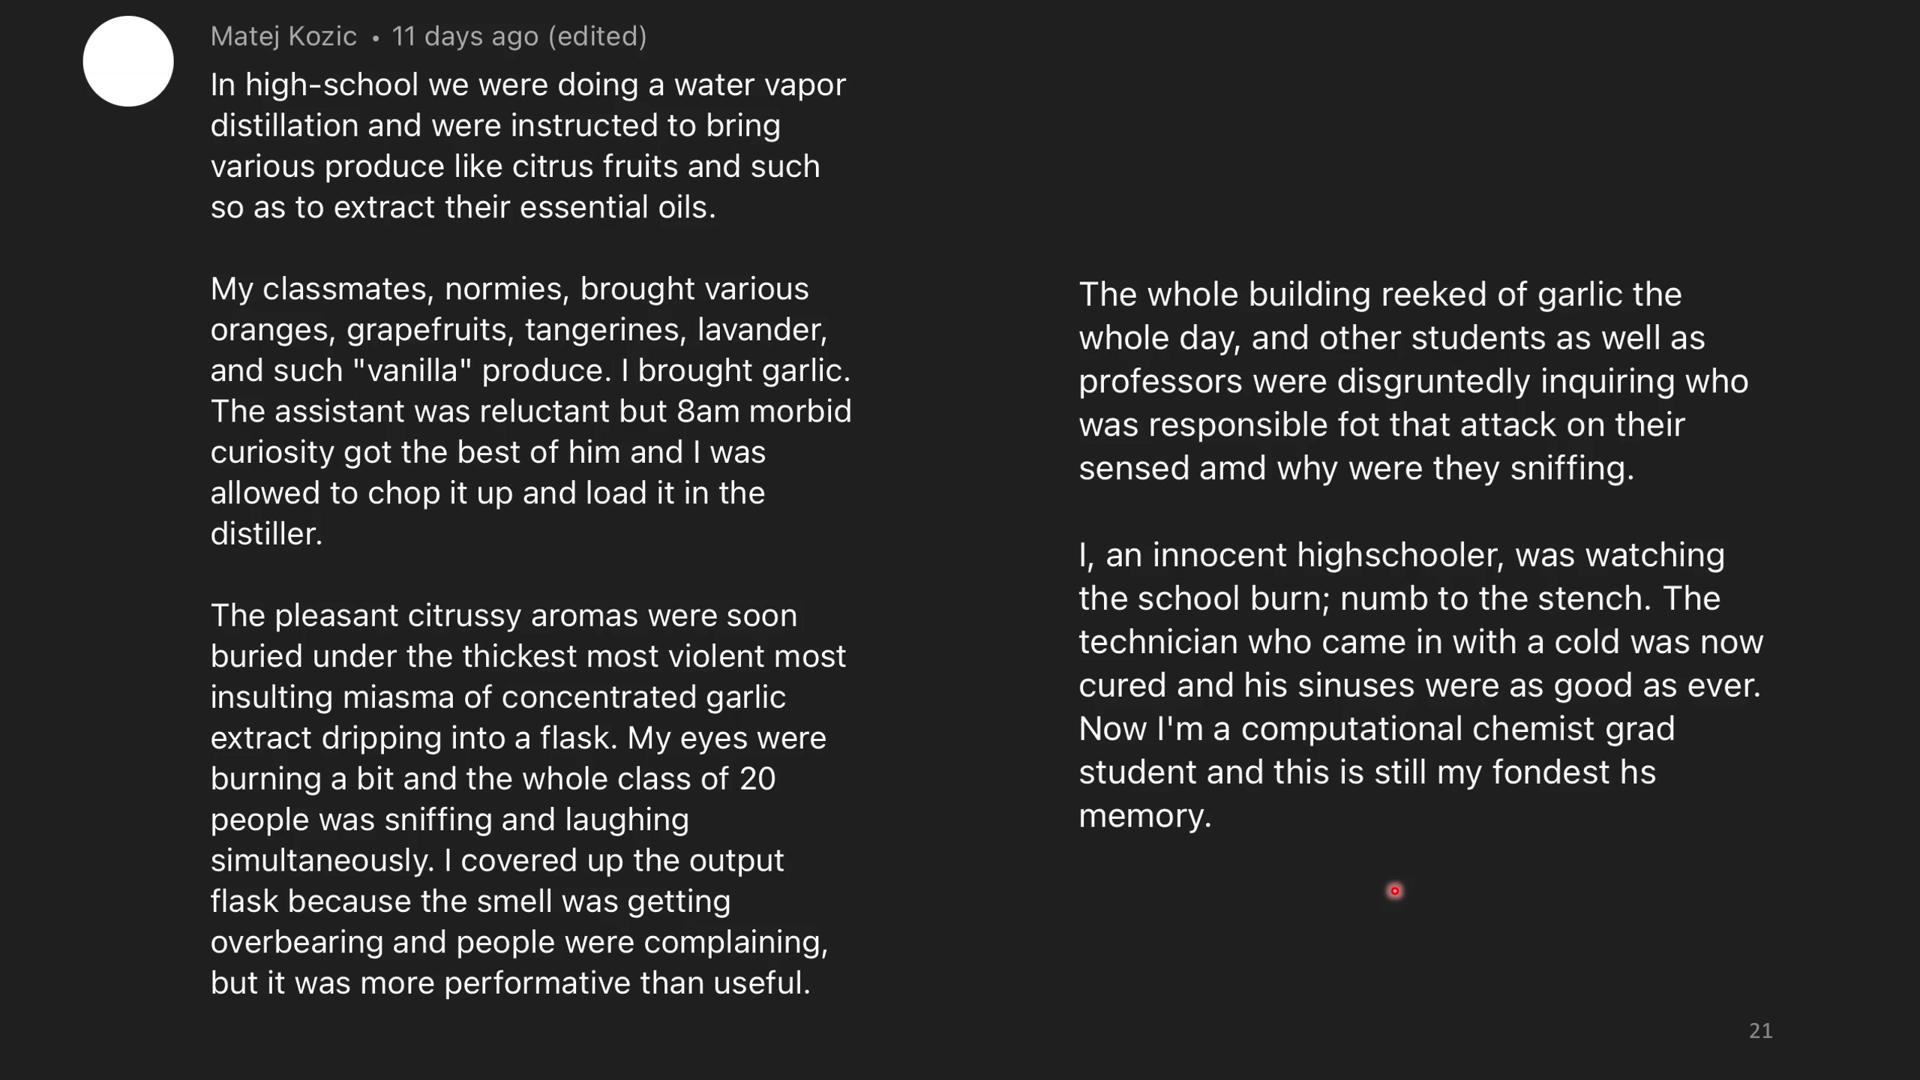 Matej Kozic • 11 days ago (edited)
In high-school we were doing a water vapor
distillation and were instructed to bring
various produce like citrus fruits and such
so as to extract their essential oils.
My classmates, normies, brought various
oranges, grapefruits, tangerines, lavander,
and such "vanilla" produce. I brought garlic.
The assistant was reluctant but 8am morbid
curiosity got the best of him and I was
allowed to chop it up and load it in the
distiller.
The pleasant citrussy aromas were soon
buried under the thickest most violent most
insulting miasma of concentrated garlic
extract dripping into a flask. My eyes were
burning a bit and the whole class of 20
people was sniffing and laughing
simultaneously. I covered up the output
flask because the smell was getting
overbearing and people were complaining,
but it was more performative than useful.
The whole building reeked of garlic the
whole day, and other students as well as
professors were disgruntedly inquiring who
was responsible fot that attack on their
sensed amd why were they sniffing.
I, an innocent highschooler, was watching
the school burn; numb to the stench. The
technician who came in with a cold was now
cured and his sinuses were as good as ever.
Now I'm a computational chemist grad
student and this is still my fondest hs
memory.
21